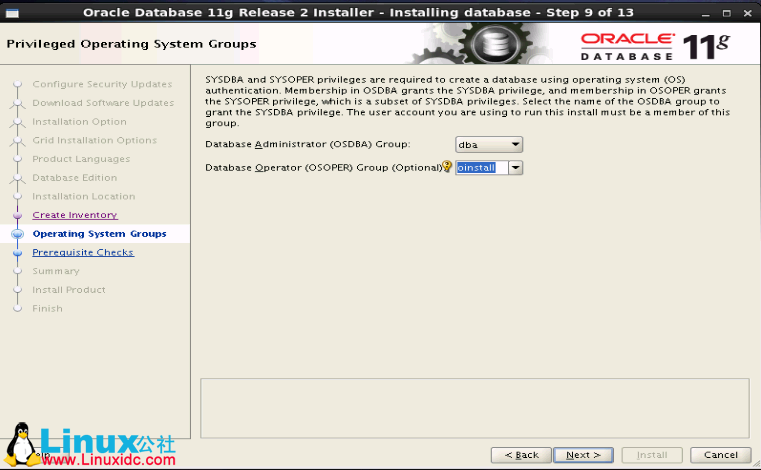 Oracle Database 11g Release 2 Installer - Installing database - Step 9 of 13
Privileged Operating System Groups
ORACLE
DATABASE
11g
Configure Security Updates
Download Software Updates
Installation Option
Grid Installation Options
Product Languages
Database Edition
Installation Location
Create Inventory
Operating System Groups
Prerequisite Checks
Summary
Install Product
Finish
SYSDBA and SYSOPER privileges are required to create a database using operating system (OS)
authentication. Membership in OSDBA grants the SYSDBA privilege, and membership in OSOPER grants
the SYSOPER privilege, which is a subset of SYSDBA privileges. Select the name of the OSDBA group to
grant the SYSDBA privilege. The user account you are using to run this install must be a member of this
group.
Database Administrator (OSDBA) Group: dba
Database Operator (OSOPER) Group (Optional) oinstall
Linux公社
www.Linuxidc.com
< Back Next > Install Cancel